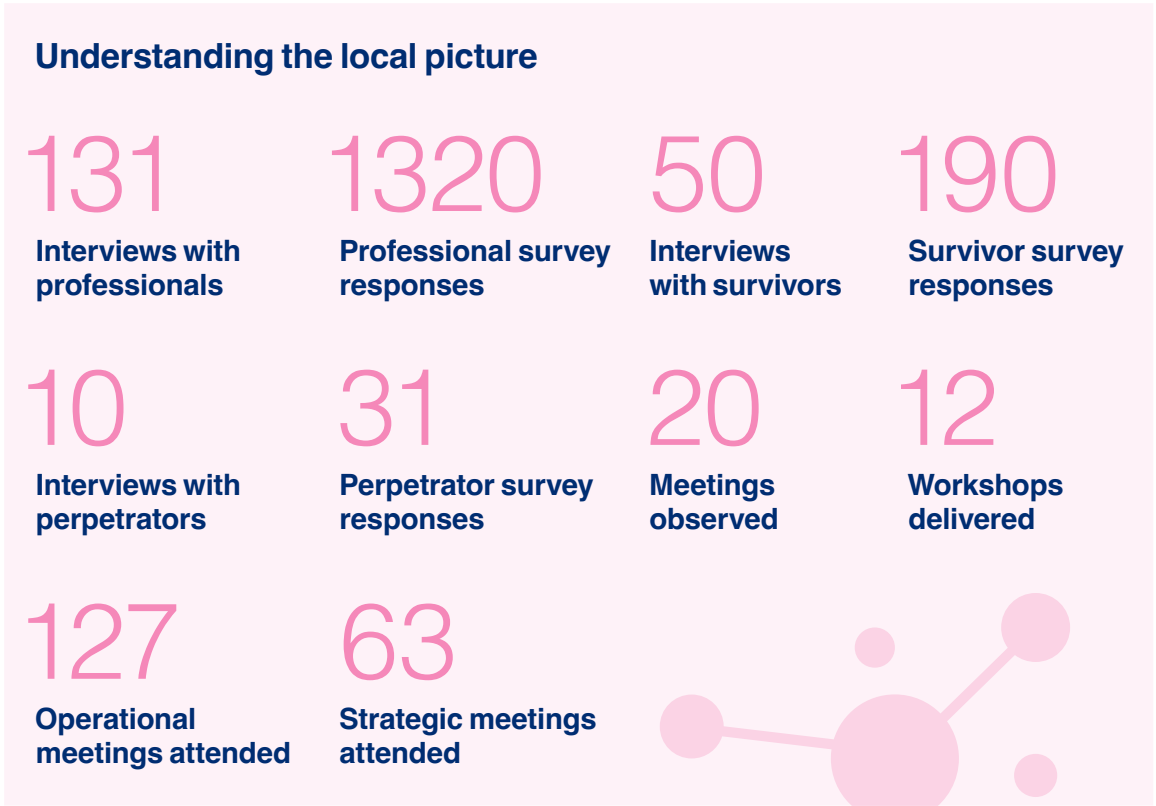 Understanding the local picture
131
Interviews with
professionals
1320
Professional survey
responses
50
Interviews
with survivors
190
Survivor survey
responses
10
Interviews with
perpetrators
31
Perpetrator survey
responses
20
Meetings
observed
12
Workshops
delivered
127
Operational
meetings attended
63
Strategic meetings
attended